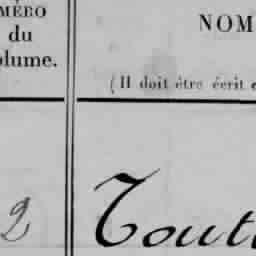 MÉRO
du
olume.
NOM
(Il doit être écrit
2
Tout